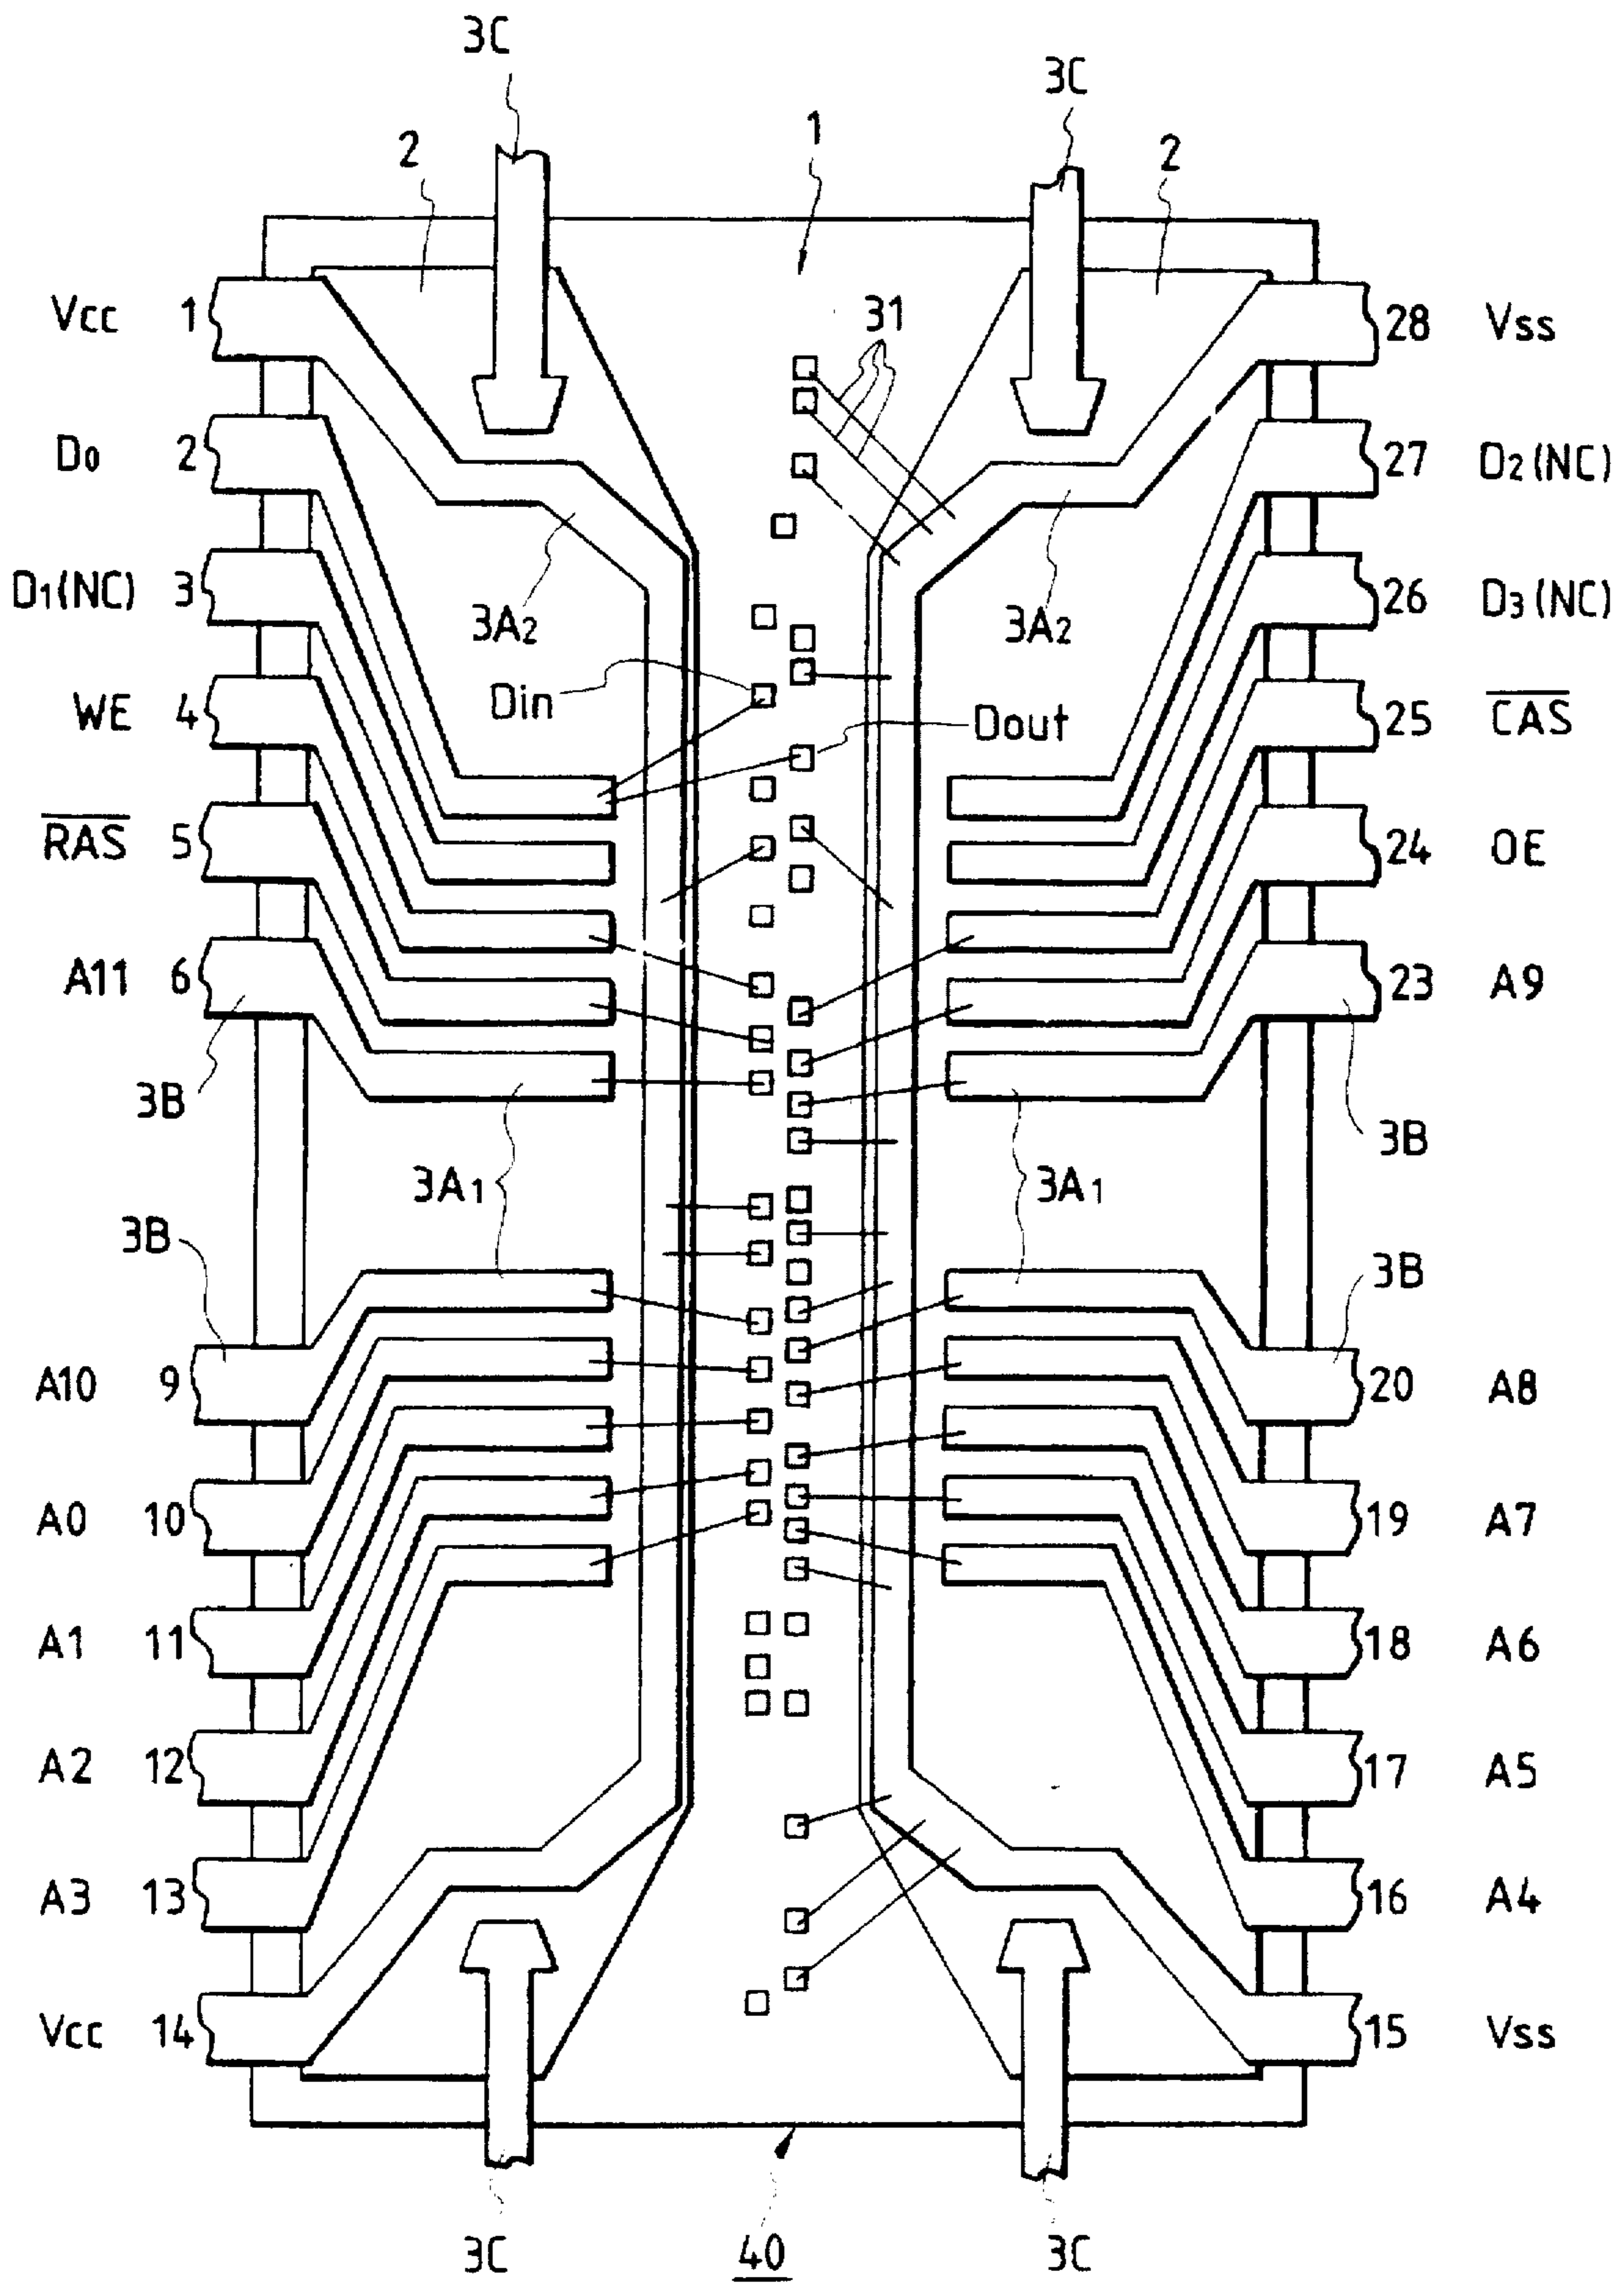 3C
3C
1
2
2
31
Vcc 1
28 Vss
D0 2
27 D2(NC)
D1(NC) 3
26 D3(NC)
3A2
3A2
Din
WE 4
25 CAS
Dout
RAS 5
24 OE
A11 6
23 A9
3B
3B
3A1
3A1
3B
3B
A10 9
20 A8
A0 10
19 A7
A1 11
18 A6
A2 12
17 A5
A3 13
16 A4
Vcc 14
15 Vss
3C
40
3C